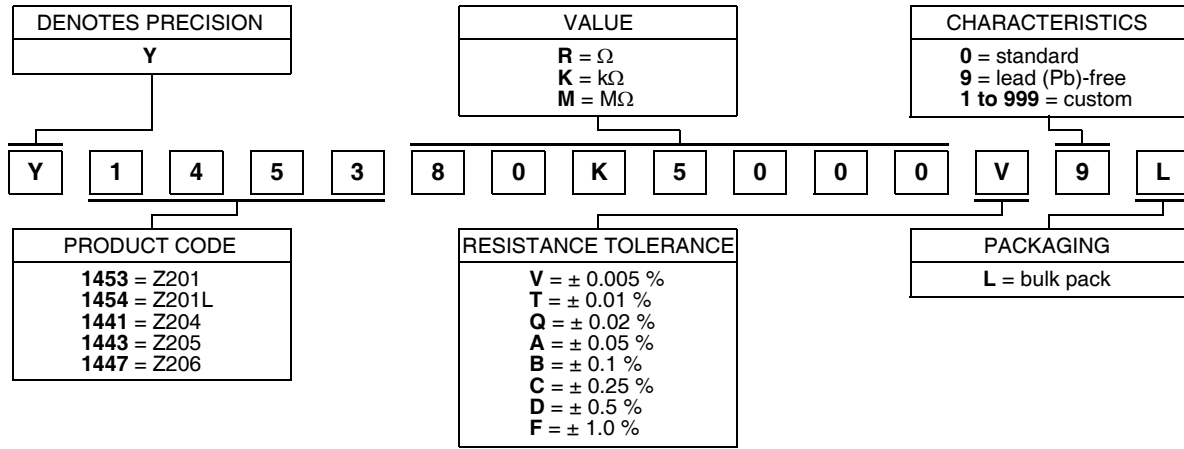 DENOTES PRECISION
Y
VALUE
R = Ω
K = kΩ
M = MΩ
CHARACTERISTICS
0 = standard
9 = lead (Pb)-free
1 to 999 = custom
Y 1 4 5 3 8 0 K 5 0 0 0 V 9 L
PRODUCT CODE
1453 = Z201
1454 = Z201L
1441 = Z204
1443 = Z205
1447 = Z206
RESISTANCE TOLERANCE
V = ± 0.005 %
T = ± 0.01 %
Q = ± 0.02 %
A = ± 0.05 %
B = ± 0.1 %
C = ± 0.25 %
D = ± 0.5 %
F = ± 1.0 %
PACKAGING
L = bulk pack